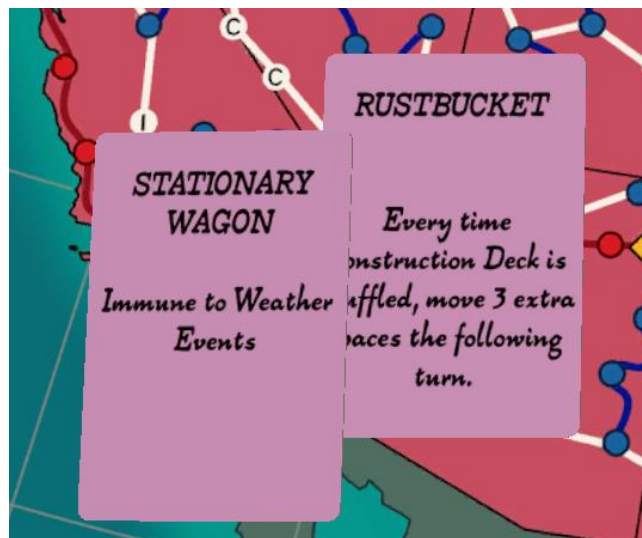 C
C
I
RUSTBUCKET
Every time
onstruction Deck is
uffled, move 3 extra
paces the following
turn.
STATIONARY
WAGON
Immune to Weather
Events